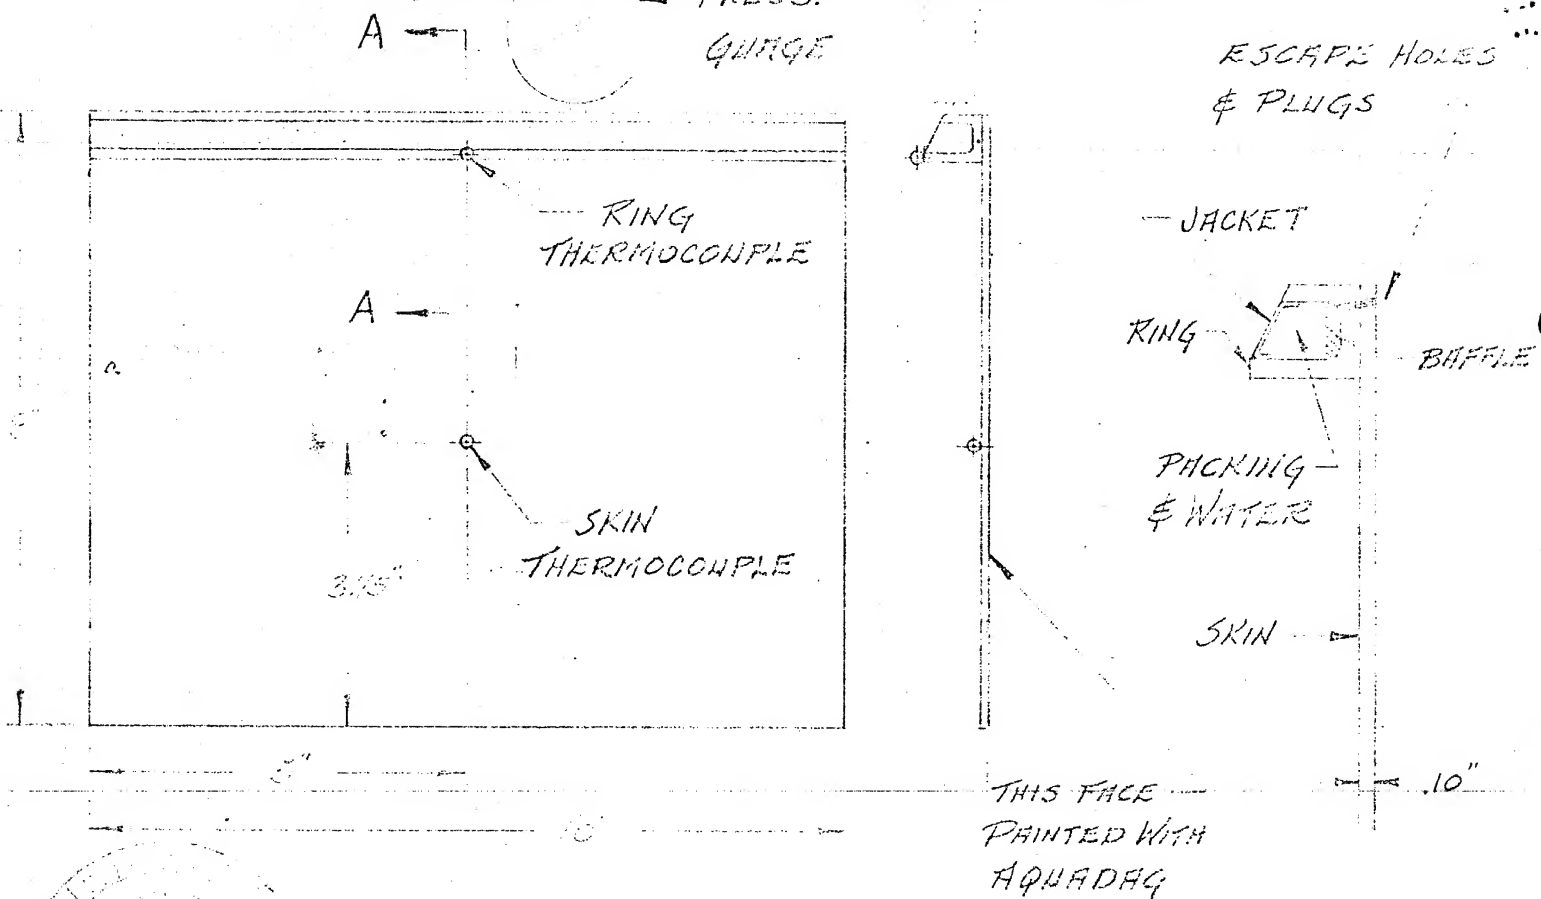 PRESS.
GUAGE
A
ESCAPE HOLES
& PLUGS
RING
THERMOCOUPLE
JACKET
A
RING
BAFFLE
PACKING
& WATER
SKIN
THERMOCOUPLE
3.75"
SKIN
5"
.10"
10"
THIS FACE
PAINTED WITH
AQUADAG